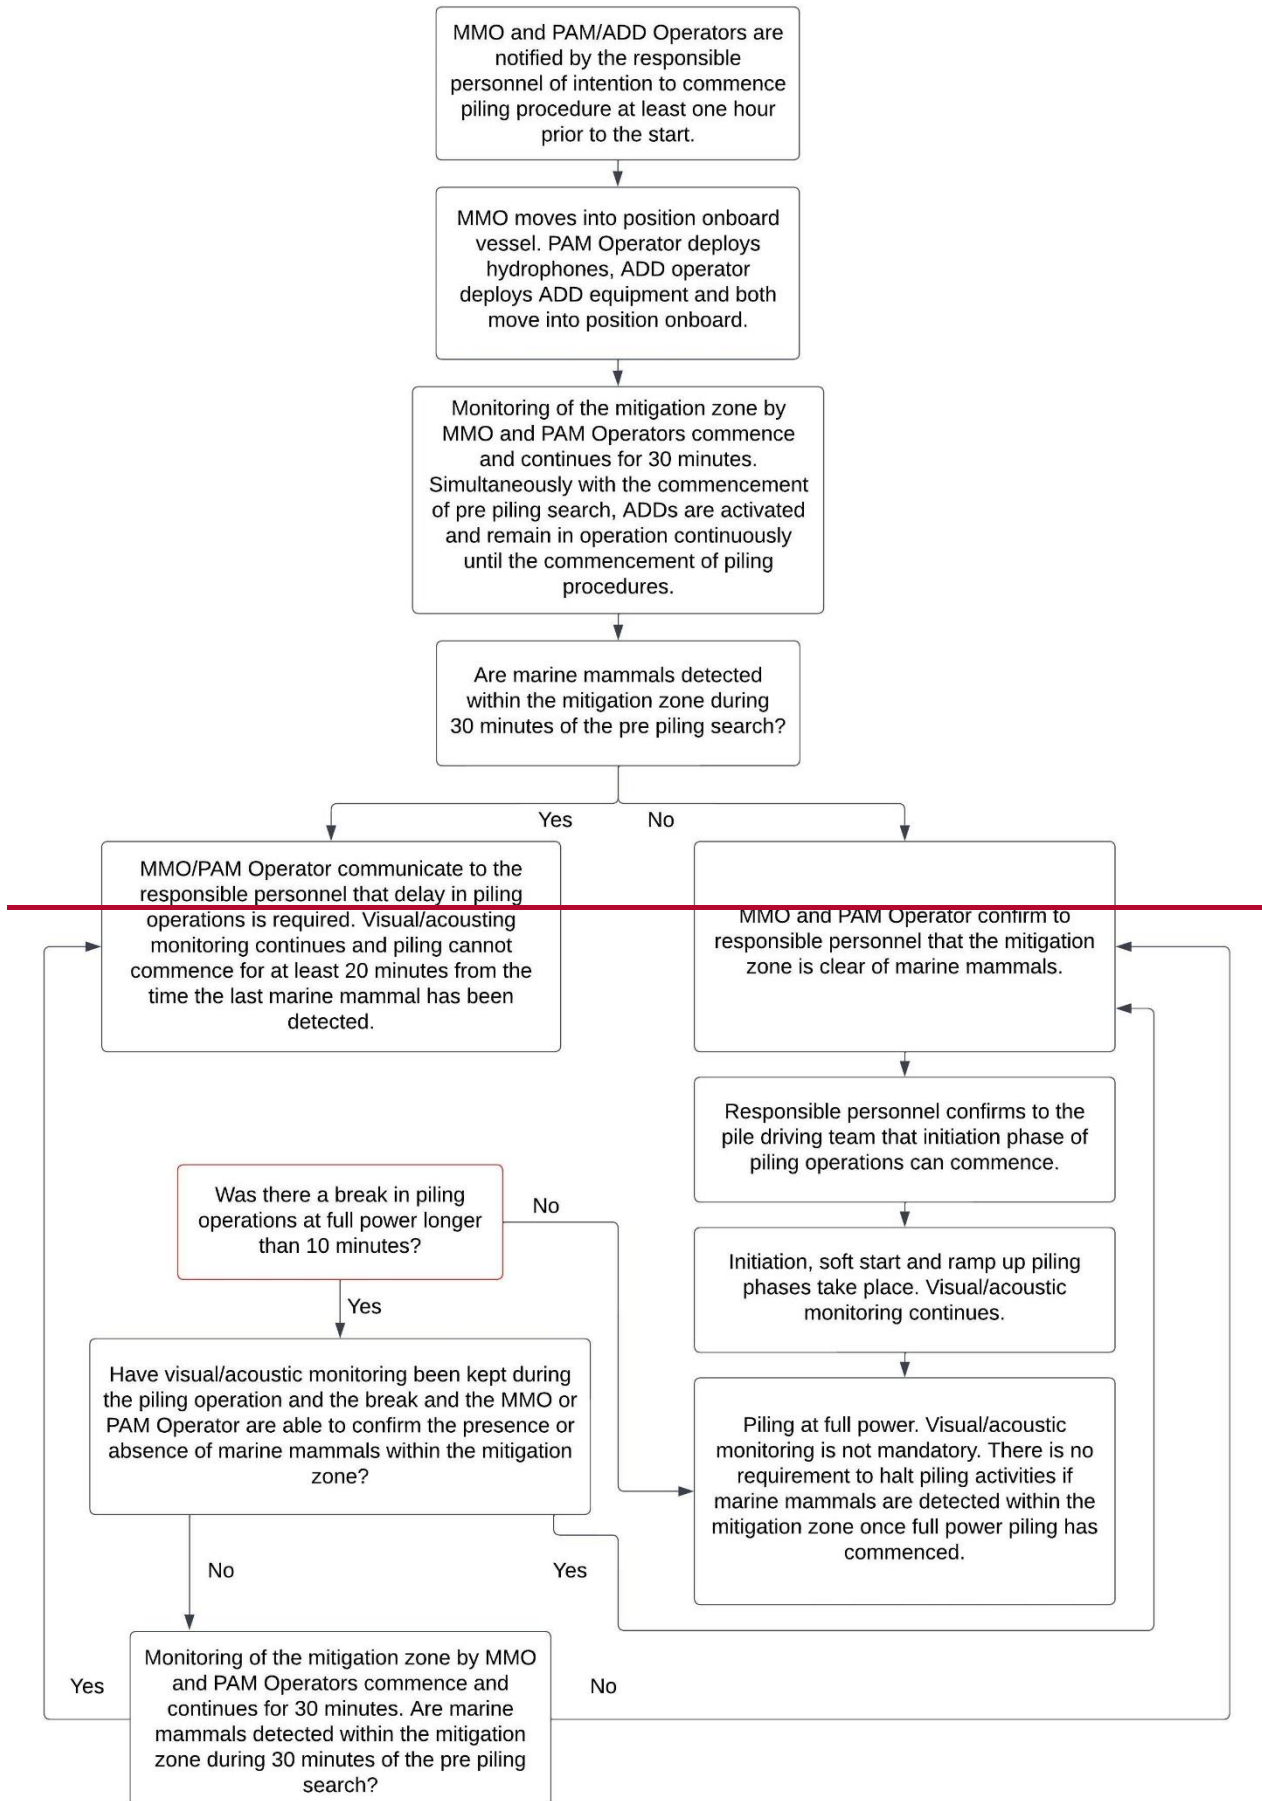 MMO and PAM/ADD Operators are
notified by the responsible
personnel of intention to commence
piling procedure at least one hour
prior to the start.
MMO moves into position onboard
vessel. PAM Operator deploys
hydrophones, ADD operator
deploys ADD equipment and both
move into position onboard.
Monitoring of the mitigation zone by
MMO and PAM Operators commence
and continues for 30 minutes.
Simultaneously with the commencement
of pre piling search, ADDs are activated
and remain in operation continuously
until the commencement of piling
procedures.
Are marine mammals detected
within the mitigation zone during
30 minutes of the pre piling search?
Yes
No
MMO/PAM Operator communicate to the
responsible personnel that delay in piling
operations is required. Visual/acousting
monitoring continues and piling cannot
commence for at least 20 minutes from the
time the last marine mammal has been
detected.
MMO and PAM Operator confirm to
responsible personnel that the mitigation
zone is clear of marine mammals.
Responsible personnel confirms to the
pile driving team that initiation phase of
piling operations can commence.
Initiation, soft start and ramp up piling
phases take place. Visual/acoustic
monitoring continues.
Piling at full power. Visual/acoustic
monitoring is not mandatory. There is no
requirement to halt piling activities if
marine mammals are detected within the
mitigation zone once full power piling has
commenced.
Was there a break in piling
operations at full power longer
than 10 minutes?
No
Yes
Have visual/acoustic monitoring been kept during
the piling operation and the break and the MMO or
PAM Operator are able to confirm the presence or
absence of marine mammals within the mitigation
zone?
No
Yes
Monitoring of the mitigation zone by MMO
and PAM Operators commence and
continues for 30 minutes. Are marine
mammals detected within the mitigation
zone during 30 minutes of the pre piling
search?
Yes
No